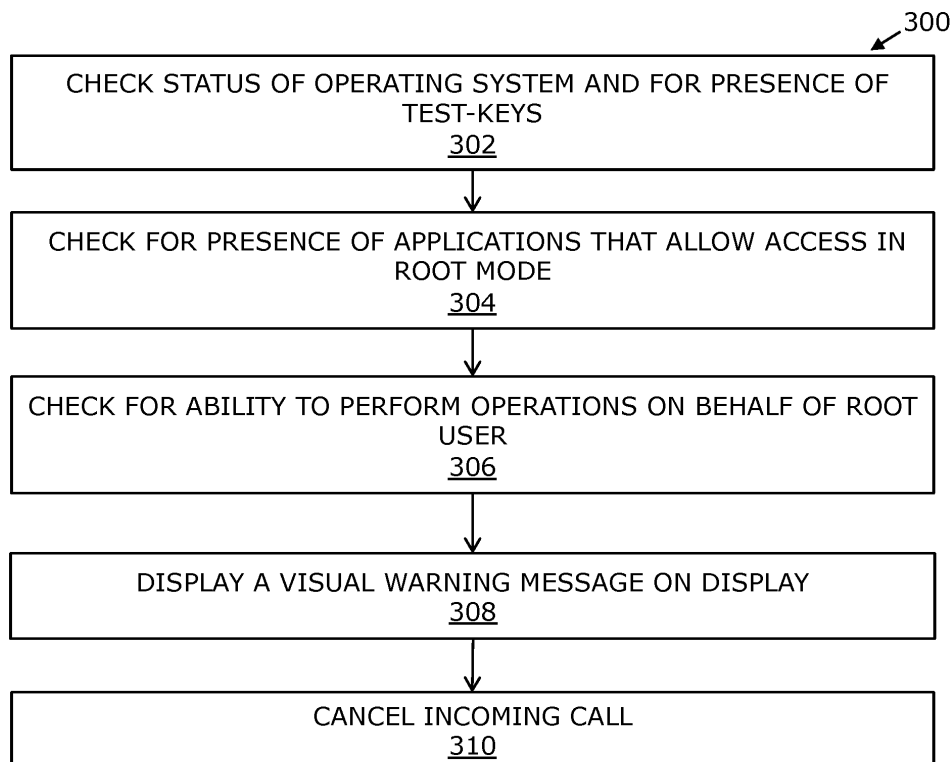 300
CHECK STATUS OF OPERATING SYSTEM AND FOR PRESENCE OF
TEST-KEYS
302
CHECK FOR PRESENCE OF APPLICATIONS THAT ALLOW ACCESS IN
ROOT MODE
304
CHECK FOR ABILITY TO PERFORM OPERATIONS ON BEHALF OF ROOT
USER
306
DISPLAY A VISUAL WARNING MESSAGE ON DISPLAY
308
CANCEL INCOMING CALL
310